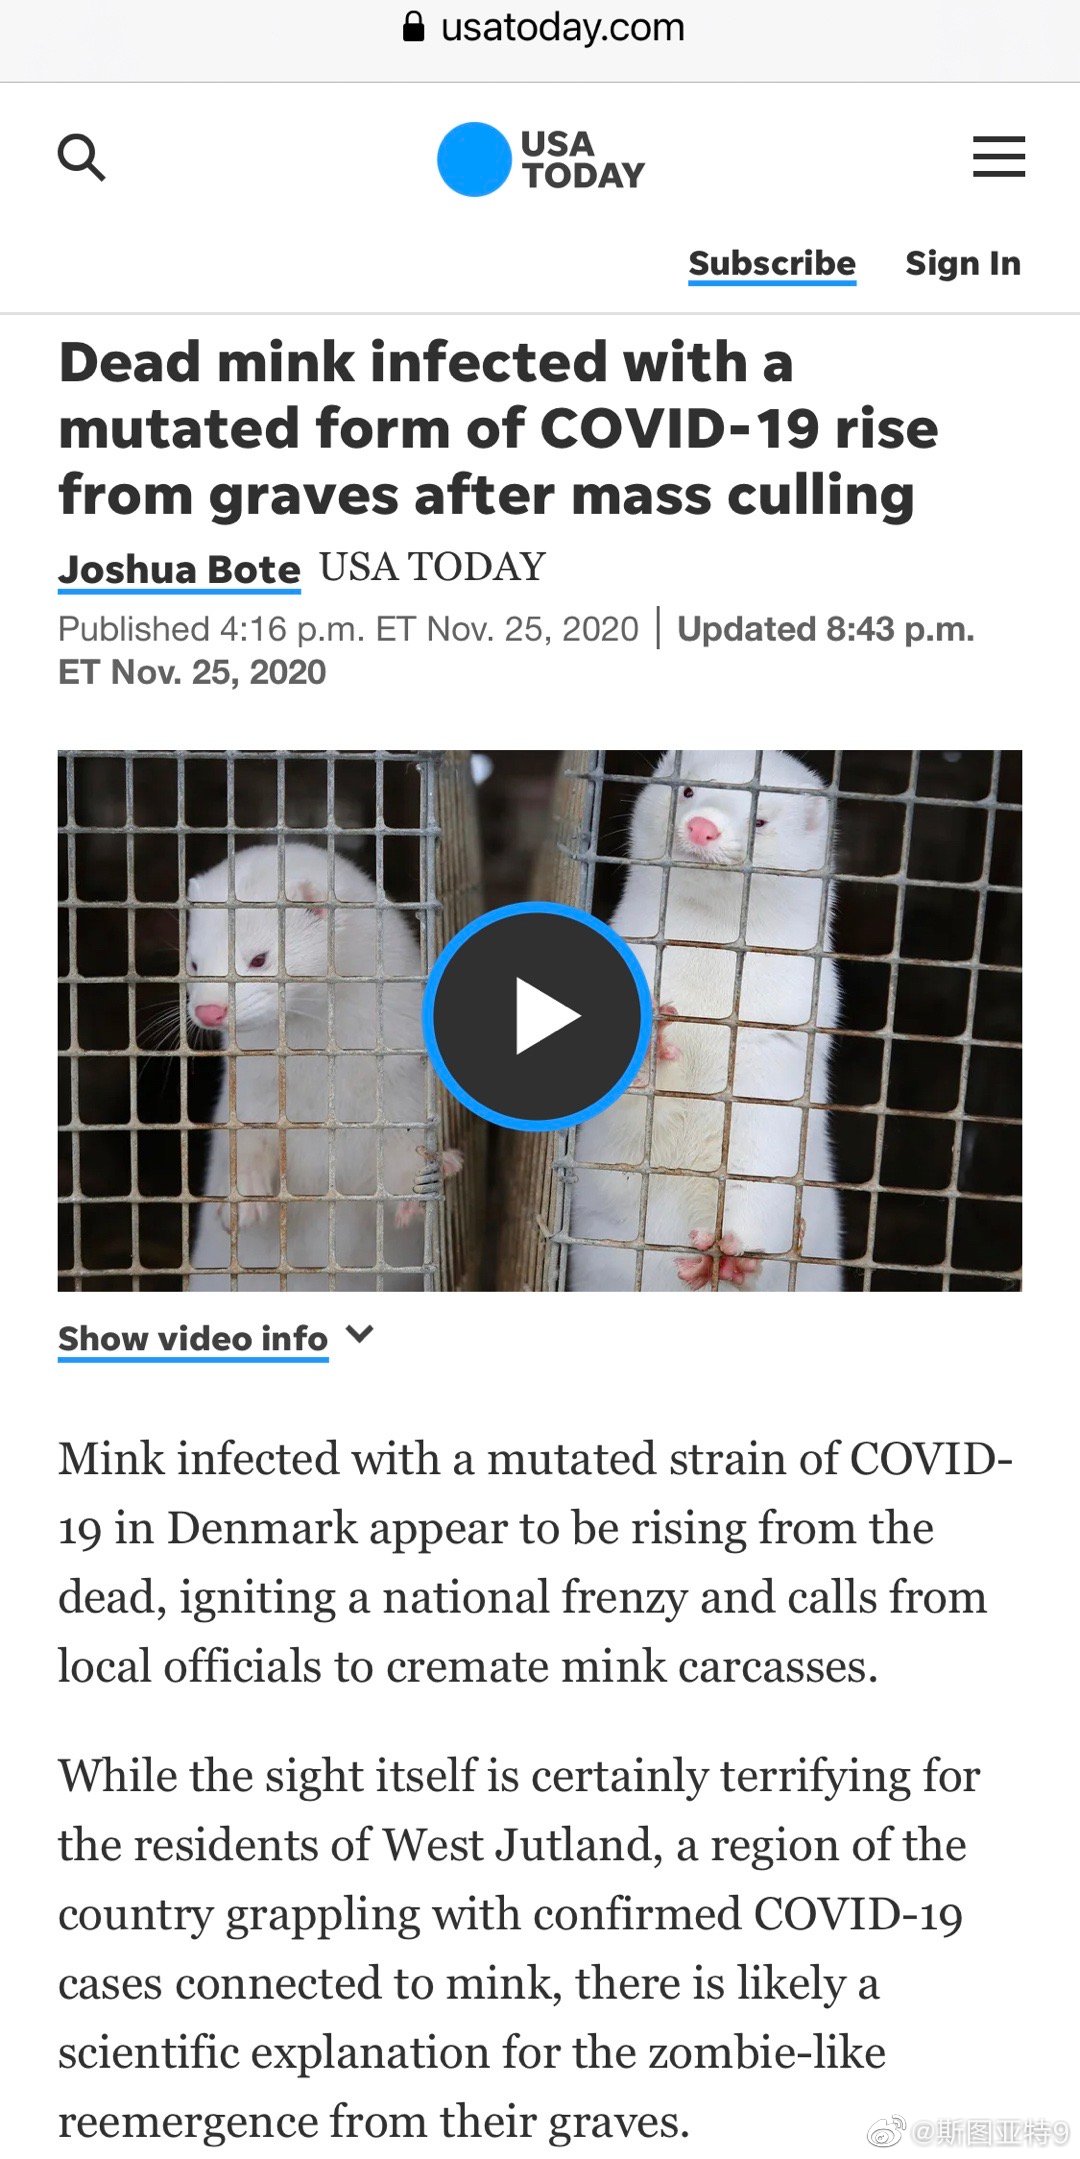 usatoday.com
USA
TODAY
Subscribe Sign In
Dead mink infected with a
mutated form of COVID-19 rise
from graves after mass culling
Joshua Bote USA TODAY
Published 4:16 p.m. ET Nov. 25, 2020 | Updated 8:43 p.m.
ET Nov. 25, 2020
Show video info
Mink infected with a mutated strain of COVID-
19 in Denmark appear to be rising from the
dead, igniting a national frenzy and calls from
local officials to cremate mink carcasses.
While the sight itself is certainly terrifying for
the residents of West Jutland, a region of the
country grappling with confirmed COVID-19
cases connected to mink, there is likely a
scientific explanation for the zombie-like
reemergence from their graves.
@斯图亚特9